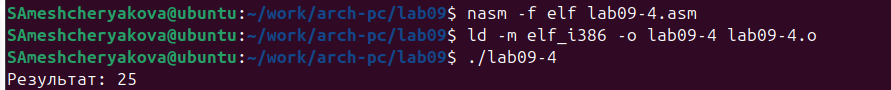 SAmeshcheryakova@ubuntu:~/work/arch-pc/lab09$ nasm -f elf lab09-4.asm
SAmeshcheryakova@ubuntu:~/work/arch-pc/lab09$ ld -m elf_i386 -o lab09-4 lab09-4.o
SAmeshcheryakova@ubuntu:~/work/arch-pc/lab09$ ./lab09-4
Результат: 25